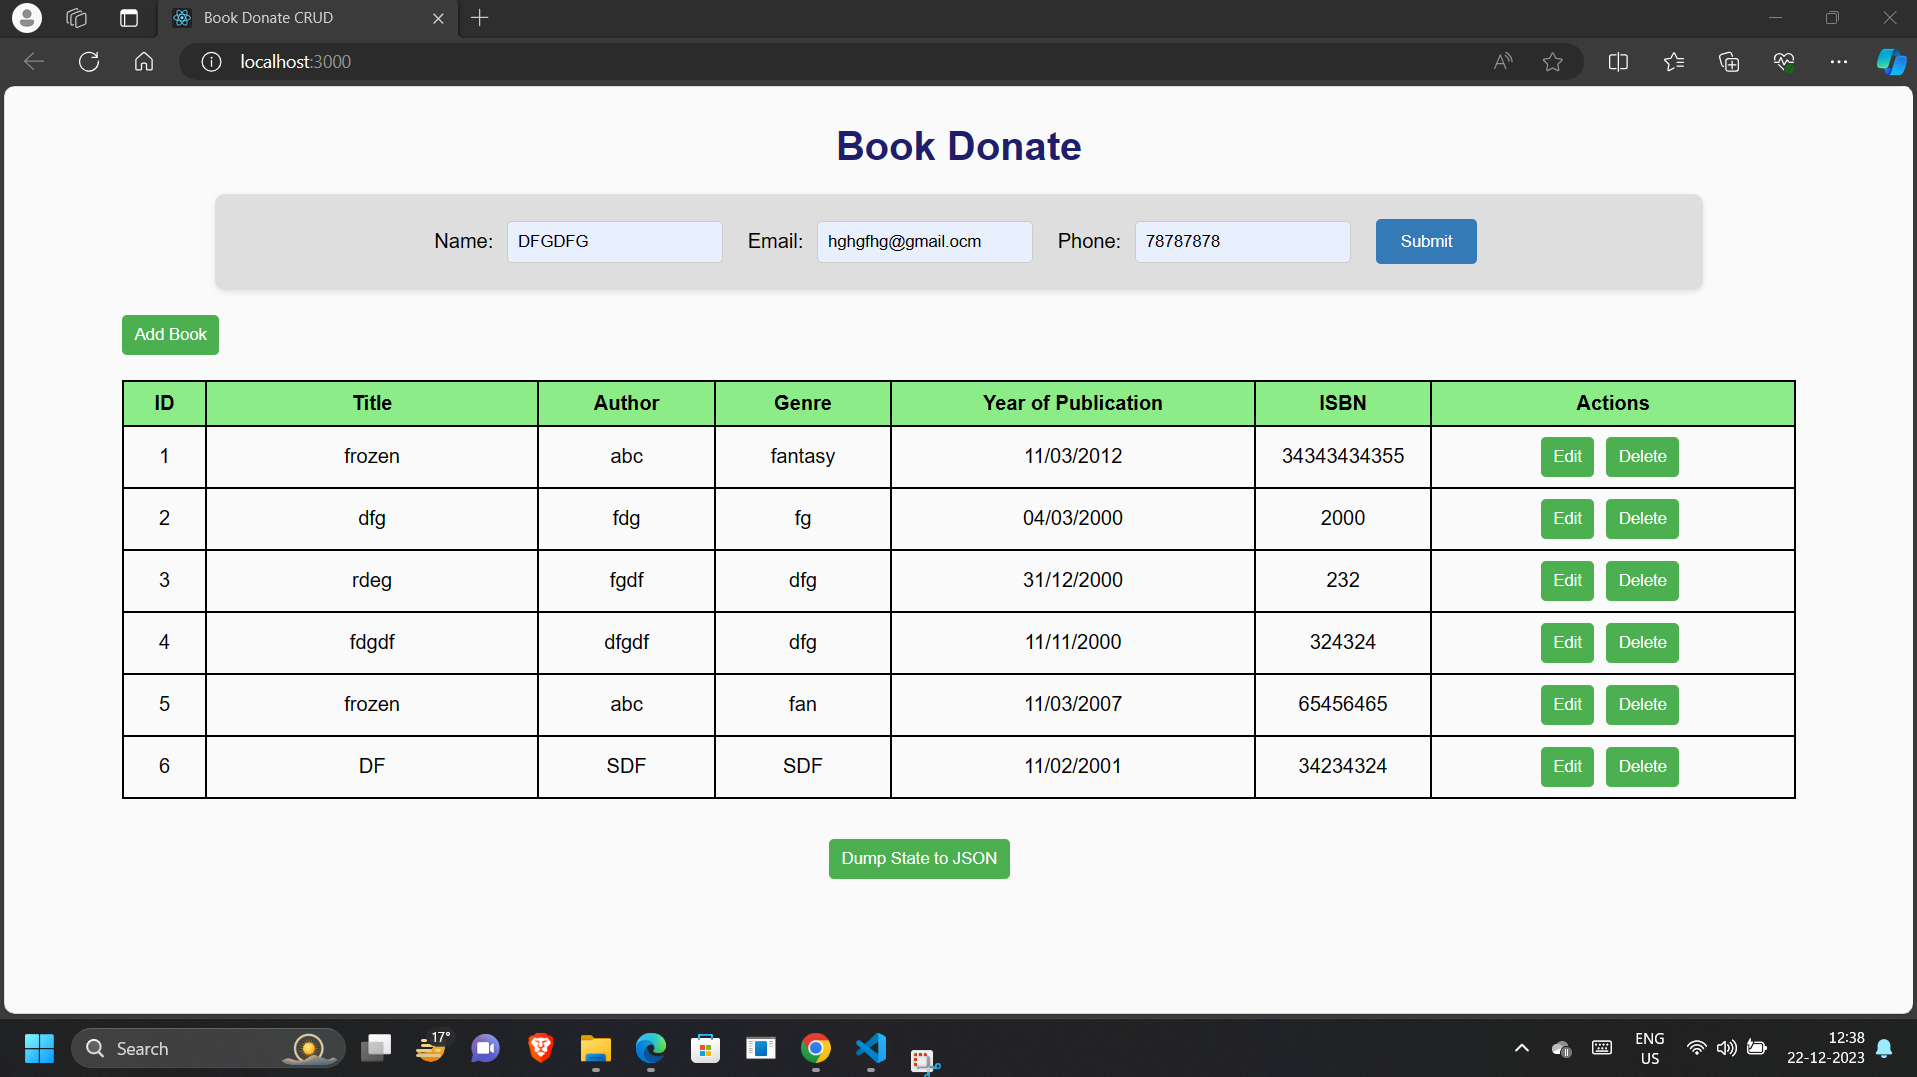 Book Donate CRUD
localhost:3000
Book Donate
Name: DFGDFG Email: hghgfhg@gmail.ocm Phone: 78787878 Submit
Add Book
ID Title Author Genre Year of Publication ISBN Actions
1 frozen abc fantasy 11/03/2012 34343434355 Edit Delete
2 dfg fdg fg 04/03/2000 2000 Edit Delete
3 rdeg fgdf dfg 31/12/2000 232 Edit Delete
4 fdgdf dfgdf dfg 11/11/2000 324324 Edit Delete
5 frozen abc fan 11/03/2007 65456465 Edit Delete
6 DF SDF SDF 11/02/2001 34234324 Edit Delete
Dump State to JSON
Search
17°
ENG
US
12:38
22-12-2023